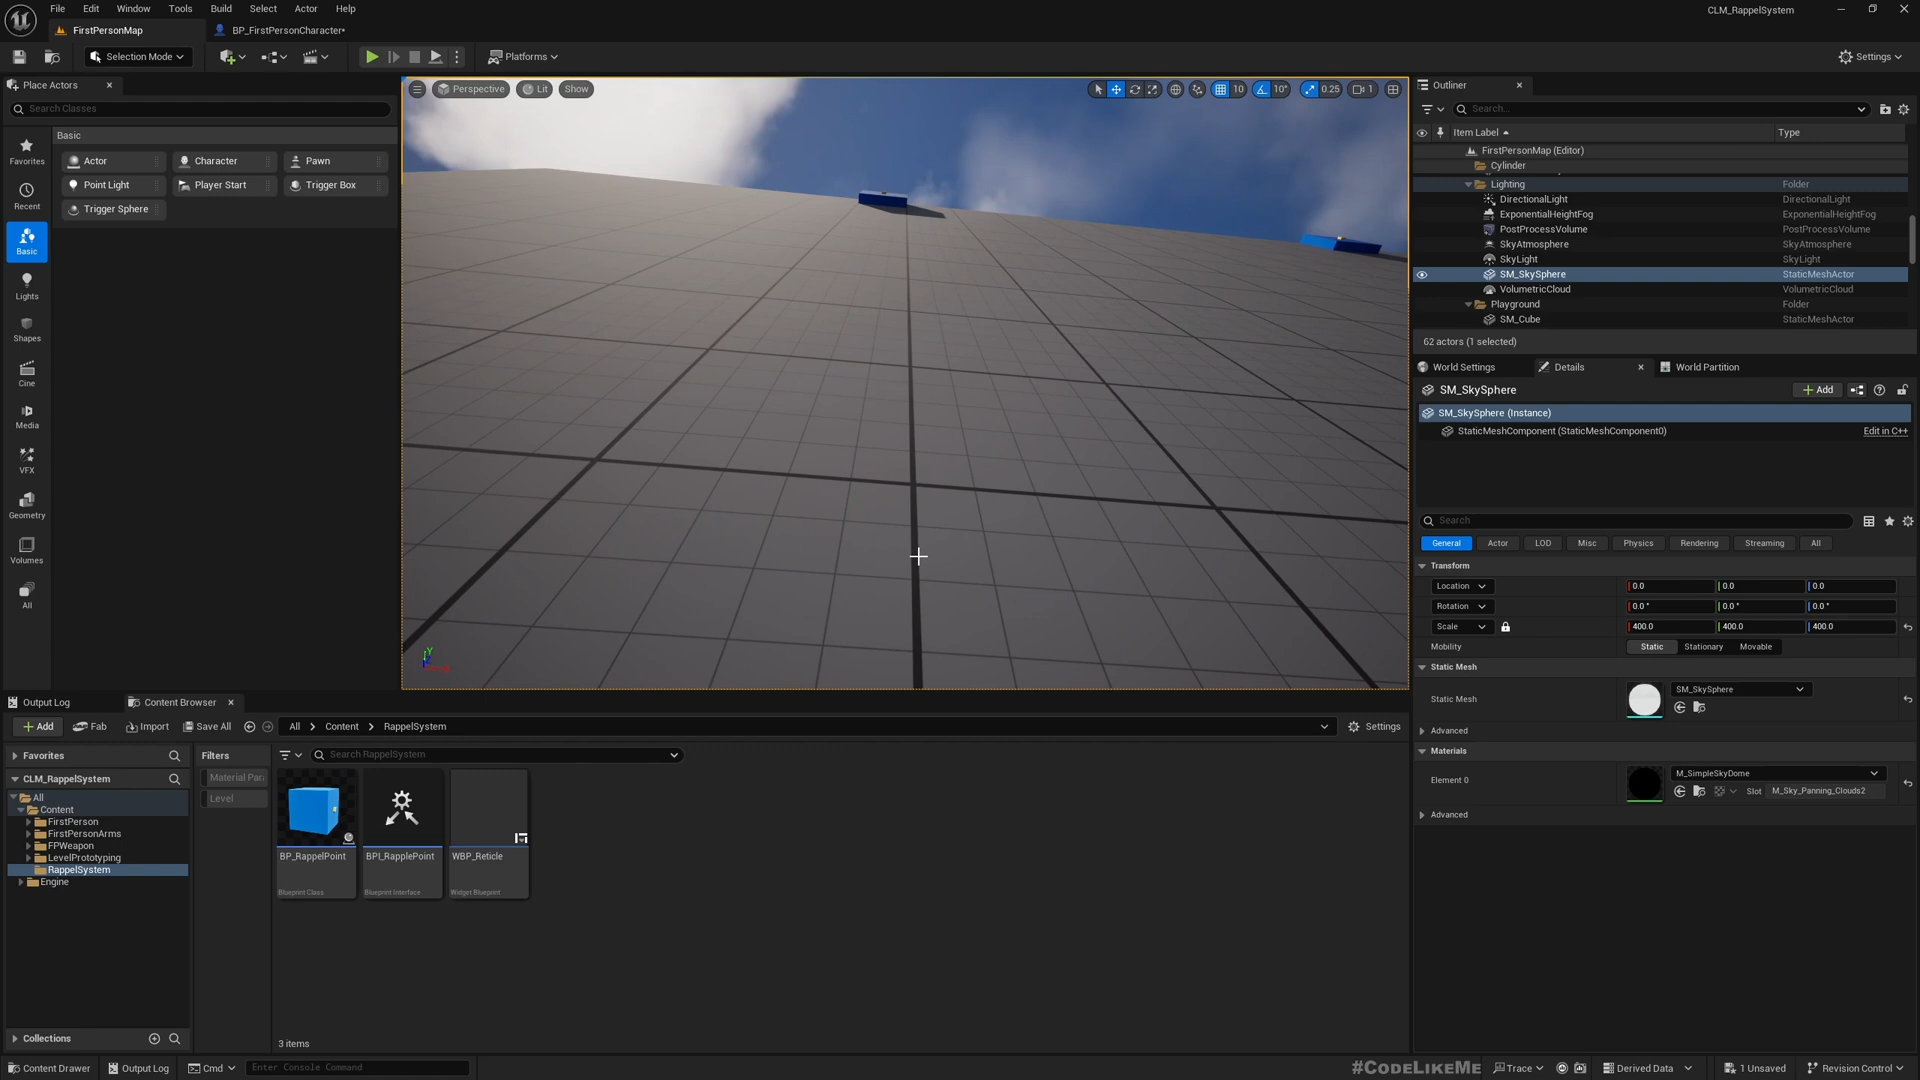 File Edit Window Tools Build Select Actor Help
CLM_RappelSystem
FirstPersonMap
BP_FirstPersonCharacter*
Selection Mode
Platforms
Settings
Place Actors
Search Classes
Basic
Actor Character Pawn
Point Light Player Start Trigger Box
Trigger Sphere
Favorites
Recent
Basic
Lights
Shapes
Cine
Media
VFX
Geometry
Volumes
All
Perspective Lit Show
10 10° 0.25 1
Outliner
Search...
Item Label Type
FirstPersonMap (Editor)
Cylinder
Lighting Folder
DirectionalLight DirectionalLight
ExponentialHeightFog ExponentialHeightFog
PostProcessVolume PostProcessVolume
SkyAtmosphere SkyAtmosphere
SkyLight SkyLight
SM_SkySphere StaticMeshActor
VolumetricCloud VolumetricCloud
Playground Folder
SM_Cube StaticMeshActor
62 actors (1 selected)
World Settings Details World Partition
SM_SkySphere
Add
SM_SkySphere (Instance)
StaticMeshComponent (StaticMeshComponent0) Edit in C++
Search
General Actor LOD Misc Physics Rendering Streaming All
Transform
Location 0.0 0.0 0.0
Rotation 0.0 ° 0.0 ° 0.0 °
Scale 400.0 400.0 400.0
Mobility Static Stationary Movable
Static Mesh
Static Mesh SM_SkySphere
Advanced
Materials
Element 0 M_SimpleSkyDome
Slot M_Sky_Panning_Clouds2
Advanced
Output Log Content Browser
Add Fab Import Save All All Content RappelSystem Settings
Favorites
CLM_RappelSystem
All
Content
FirstPerson
FirstPersonArms
FPWeapon
LevelPrototyping
RappelSystem
Engine
Collections
Filters
Material Par
Level
Search RappelSystem
BP_RappelPoint
Blueprint Class
BPI_RapplePoint
Blueprint Interface
WBP_Reticle
Widget Blueprint
3 items
Content Drawer Output Log Cmd Enter Console Command
#CodeLikeMe
Trace Derived Data 1 Unsaved Revision Control